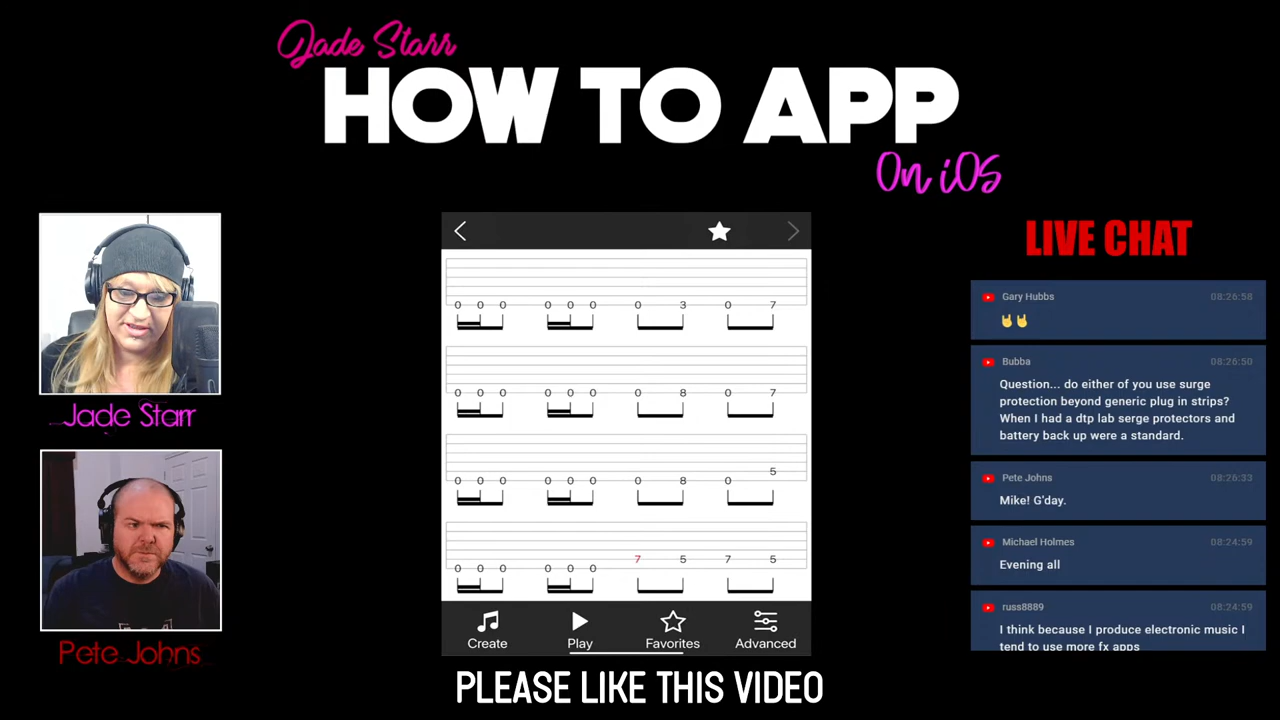 Jade Starr
HOW TO APP
On iOS
Jade Starr
Pete Johns
0 0 0 0 0 0 0 3 0 7
0 0 0 0 0 0 0 8 0 7
5
0 0 0 0 0 0 0 8 0
7 5 7 5
0 0 0 0 0 0
Create Play Favorites Advanced
PLEASE LIKE THIS VIDEO
LIVE CHAT
Gary Hubbs 08:26:58
🤘🤘
Bubba 08:26:50
Question... do either of you use surge
protection beyond generic plug in strips?
When I had a dtp lab serge protectors and
battery back up were a standard.
Pete Johns 08:26:33
Mike! G'day.
Michael Holmes 08:24:59
Evening all
russ8889 08:24:59
I think because I produce electronic music I
tend to use more fx apps